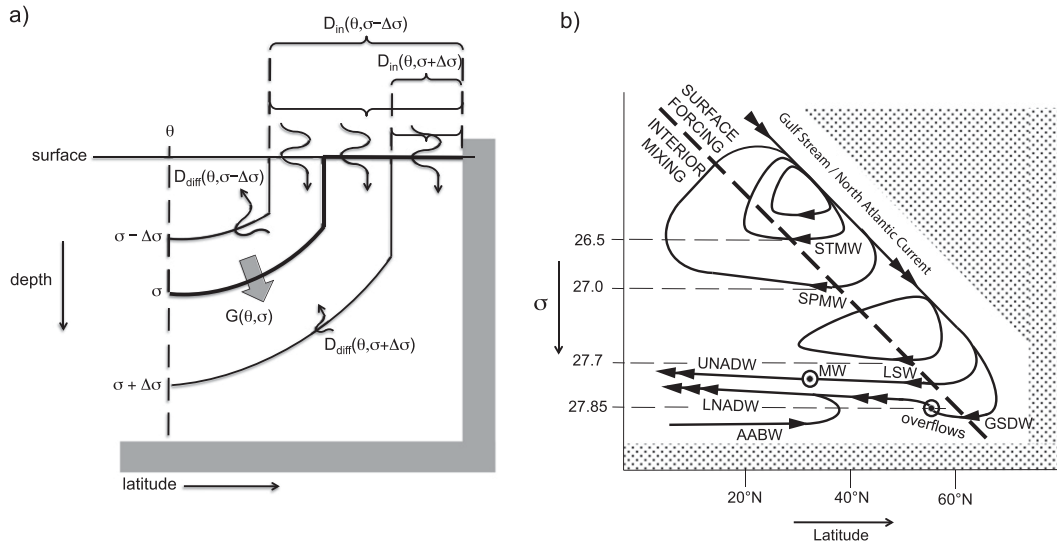 a)
D_in(θ,σ−Δσ)
D_in(θ,σ+Δσ)
θ
surface
D_diff(θ,σ−Δσ)
σ − Δσ
depth
σ
G(θ,σ)
D_diff(θ,σ+Δσ)
σ + Δσ
latitude
b)
SURFACE
FORCING
INTERIOR
MIXING
Gulf Stream / North Atlantic Current
26.5
STMW
27.0
SPMW
σ
27.7
UNADW
MW
LSW
LNADW
27.85
overflows
GSDW
AABW
20°N
40°N
60°N
Latitude